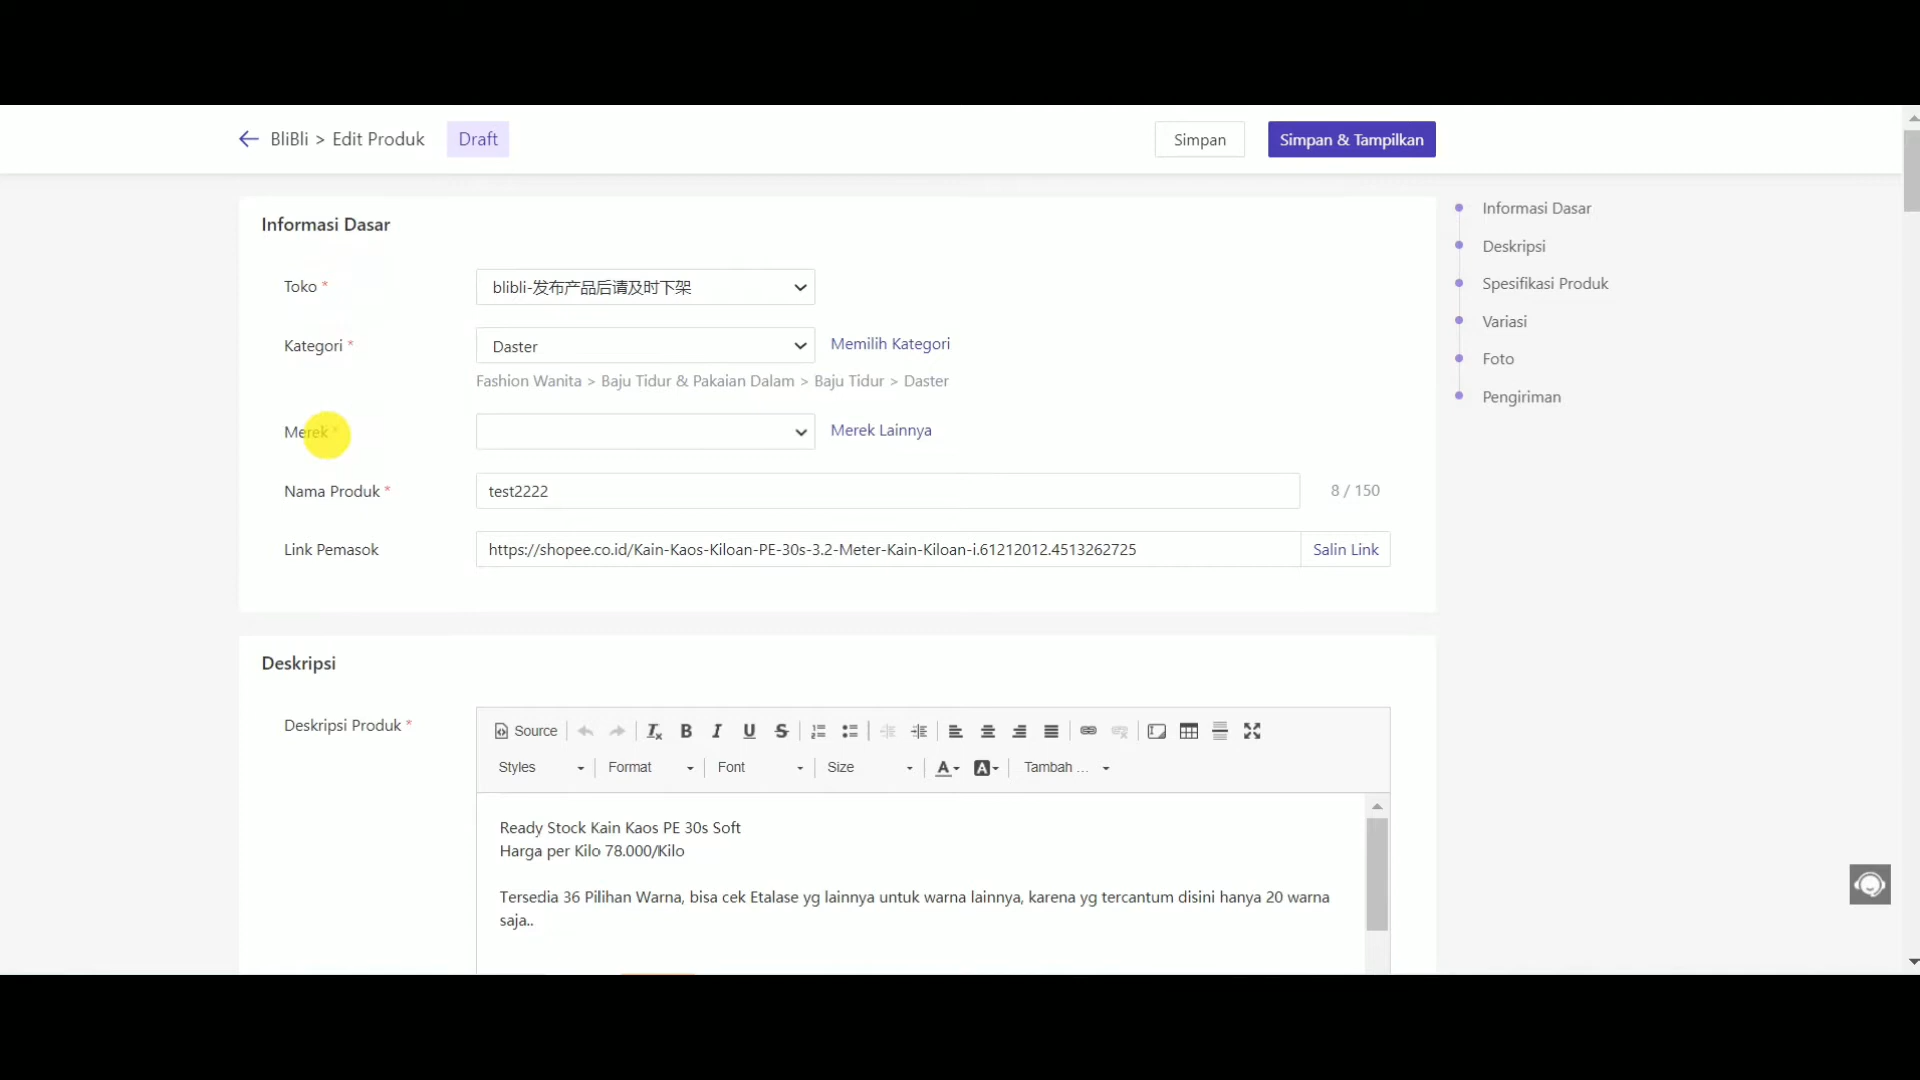 BliBli > Edit Produk Draft Simpan Simpan & Tampilkan
Informasi Dasar
Toko * blibli-发布产品后请及时下架
Kategori * Daster Memilih Kategori
Fashion Wanita > Baju Tidur & Pakaian Dalam > Baju Tidur > Daster
Merek * Merek Lainnya
Nama Produk * test2222 8 / 150
Link Pemasok https://shopee.co.id/Kain-Kaos-Kiloan-PE-30s-3.2-Meter-Kain-Kiloan-i.61212012.4513262725 Salin Link
Informasi Dasar
Deskripsi
Spesifikasi Produk
Variasi
Foto
Pengiriman
Deskripsi
Deskripsi Produk *
Source
Styles Format Font Size Tambah ...
Ready Stock Kain Kaos PE 30s Soft
Harga per Kilo 78.000/Kilo
Tersedia 36 Pilihan Warna, bisa cek Etalase yg lainnya untuk warna lainnya, karena yg tercantum disini hanya 20 warna
saja..